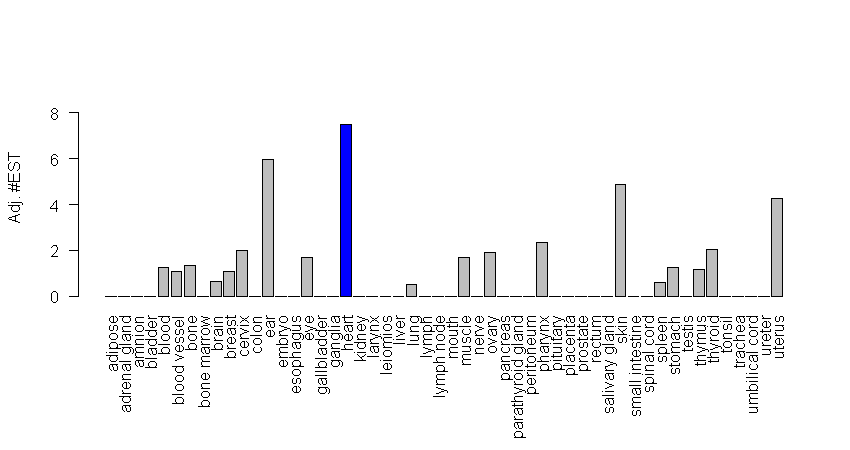 Adj. #EST
8
6
4
2
0
adipose
adrenal gland
amnion
bladder
blood
blood vessel
bone
bone marrow
brain
breast
cervix
colon
ear
embryo
esophagus
eye
gallbladder
ganglia
heart
kidney
larynx
leiomios
liver
lung
lymph
lymph node
mouth
muscle
nerve
ovary
pancreas
parathyroid gland
peritoneum
pharynx
pituitary
placenta
prostate
rectum
salivary gland
skin
small intestine
spinal cord
spleen
stomach
testis
thymus
thyroid
tonsil
trachea
umbilical cord
ureter
uterus